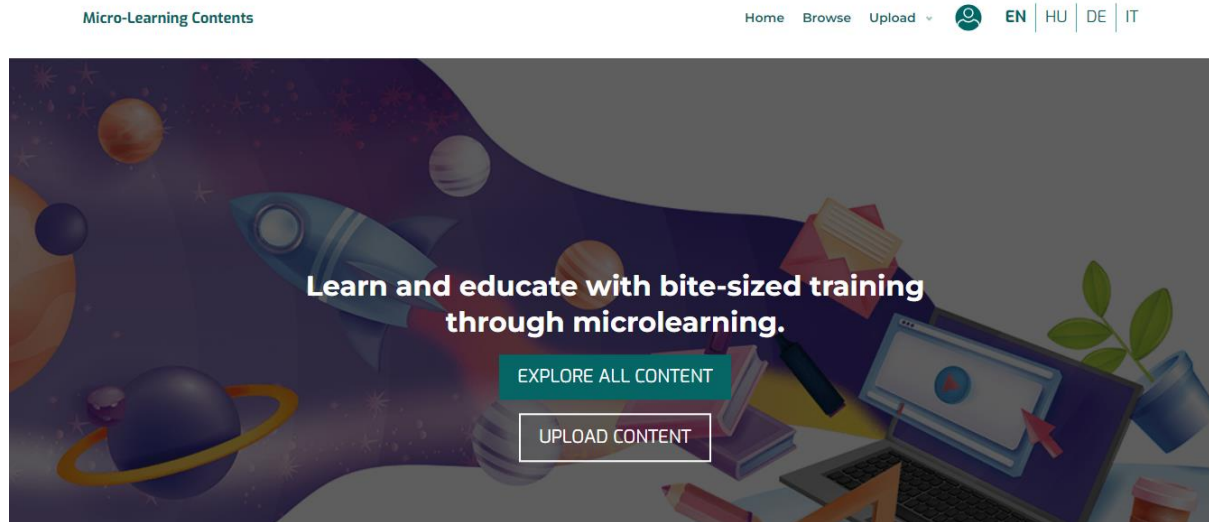 Micro-Learning Contents
Home Browse Upload EN HU DE IT
Learn and educate with bite-sized training
through microlearning.
EXPLORE ALL CONTENT
UPLOAD CONTENT